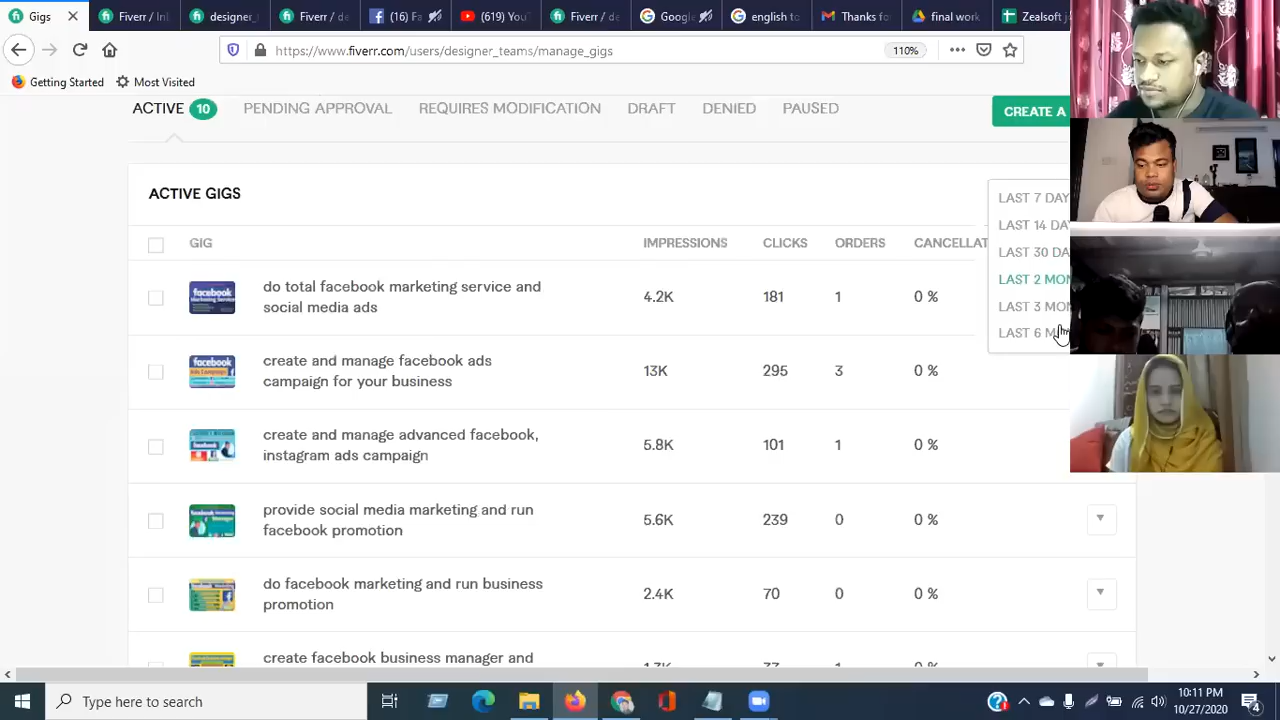 Gigs
Fiverr / In
designer_
Fiverr / de
(16) Fa
(619) You
Fiverr / de
Google
english to
Thanks for
final work
Zealsoft ja
https://www.fiverr.com/users/designer_teams/manage_gigs
110%
Getting Started
Most Visited
ACTIVE 10
PENDING APPROVAL
REQUIRES MODIFICATION
DRAFT
DENIED
PAUSED
CREATE A
ACTIVE GIGS
LAST 7 DAY
LAST 14 DA
LAST 30 DA
LAST 2 MON
LAST 3 MON
LAST 6 M
GIG
IMPRESSIONS
CLICKS
ORDERS
CANCELLAT
do total facebook marketing service and
social media ads
4.2K
181
1
0 %
create and manage facebook ads
campaign for your business
13K
295
3
0 %
create and manage advanced facebook,
instagram ads campaign
5.8K
101
1
0 %
provide social media marketing and run
facebook promotion
5.6K
239
0
0 %
do facebook marketing and run business
promotion
2.4K
70
0
0 %
create facebook business manager and
Type here to search
10:11 PM
10/27/2020
4